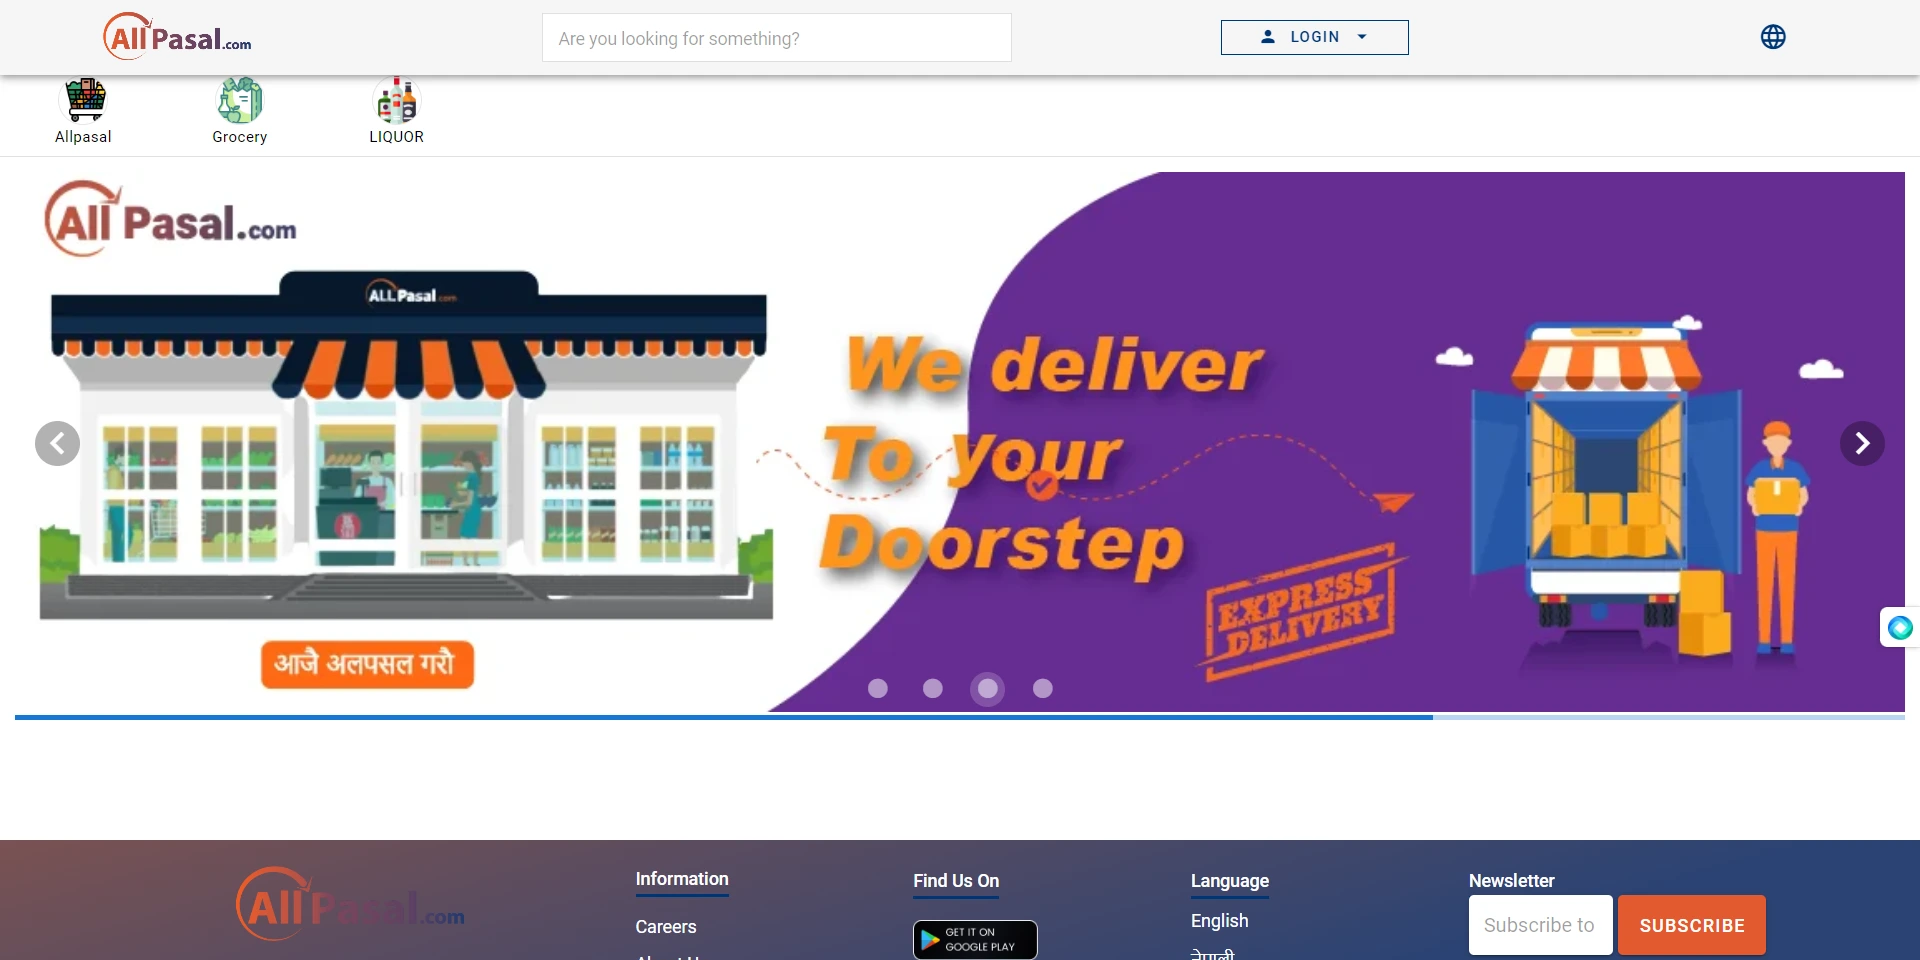 All Pasal.com
Are you looking for something?
LOGIN
Allpasal
Grocery
LIQUOR
All Pasal.com
ALL Pasal.com
We deliver
To your
Doorstep
EXPRESS
DELIVERY
आजै अलपसल गरौ
All Pasal.com
Information
Careers
Find Us On
GET IT ON
GOOGLE PLAY
Language
English
नेपाली
Newsletter
Subscribe to
SUBSCRIBE